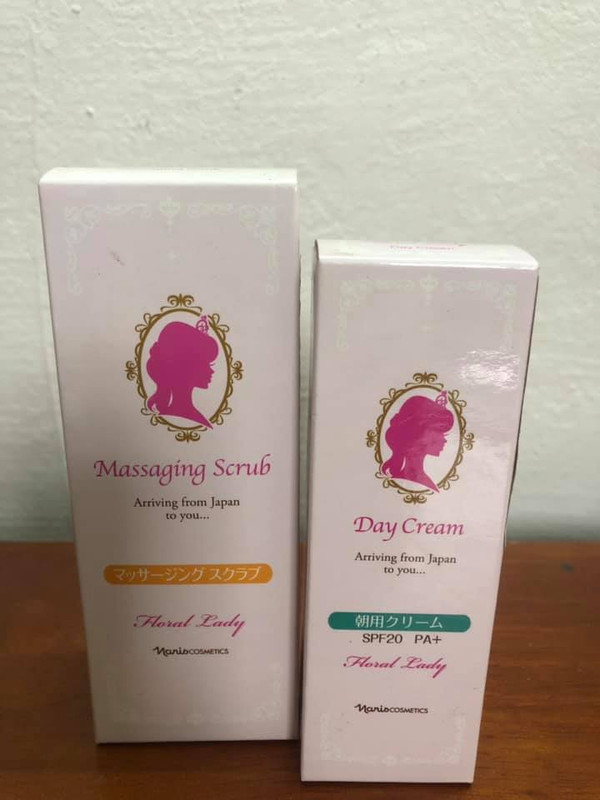 Massaging Scrub
Arriving from Japan
to you...
マッサージング スクラブ
Floral Lady
naris COSMETICS
Day Cream
Day Cream
Arriving from Japan
to you...
朝用クリーム
SPF20 PA+
Floral Lady
naris COSMETICS